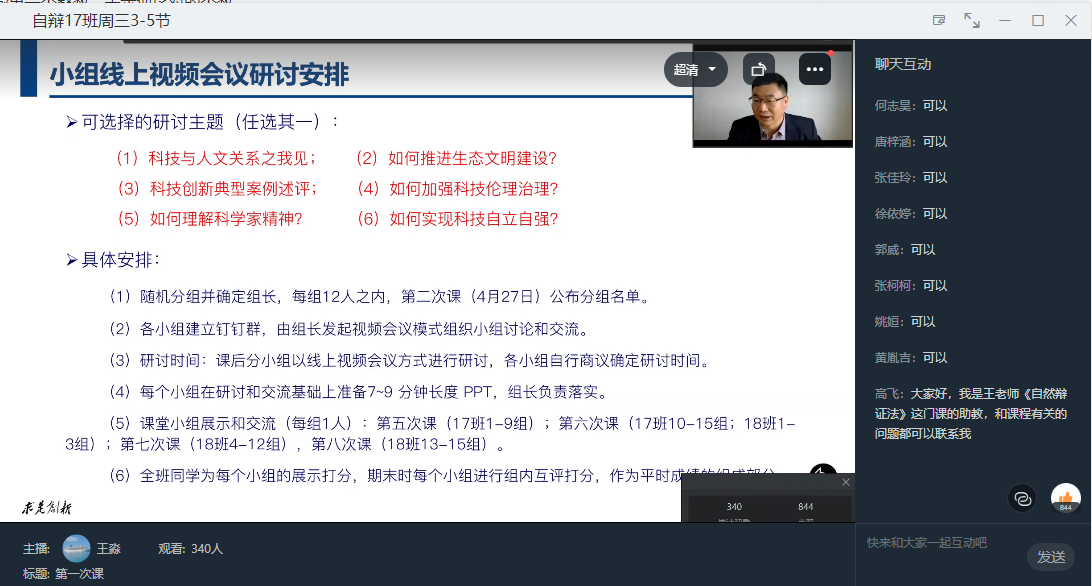 自辩17班周三3-5节
小组线上视频会议研讨安排
超清
➢可选择的研讨主题（任选其一）：
（1）科技与人文关系之我见； （2）如何推进生态文明建设？
（3）科技创新典型案例述评； （4）如何加强科技伦理治理？
（5）如何理解科学家精神？ （6）如何实现科技自立自强？
➢具体安排：
（1）随机分组并确定组长，每组12人之内，第二次课（4月27日）公布分组名单。
（2）各小组建立钉钉群，由组长发起视频会议模式组织小组讨论和交流。
（3）研讨时间：课后分小组以线上视频会议方式进行研讨，各小组自行商议确定研讨时间。
（4）每个小组在研讨和交流基础上准备7~9 分钟长度 PPT，组长负责落实。
（5）课堂小组展示和交流（每组1人）：第五次课（17班1-9组）；第六次课（17班10-15组；18班1-
3组）；第七次课（18班4-12组），第八次课（18班13-15组）。
（6）全班同学为每个小组的展示打分，期末时每个小组进行组内互评打分，作为平时成绩的组成部分
求是创新
340 844
主播: 王淼 观看: 340人
标题: 第一次课
聊天互动
何志昊: 可以
唐梓涵: 可以
张佳玲: 可以
徐依婷: 可以
郭威: 可以
张柯柯: 可以
姚姮: 可以
黄胤吉: 可以
高飞: 大家好，我是王老师《自然辩
证法》这门课的助教，和课程有关的
问题都可以联系我
844
快来和大家一起互动吧
发送